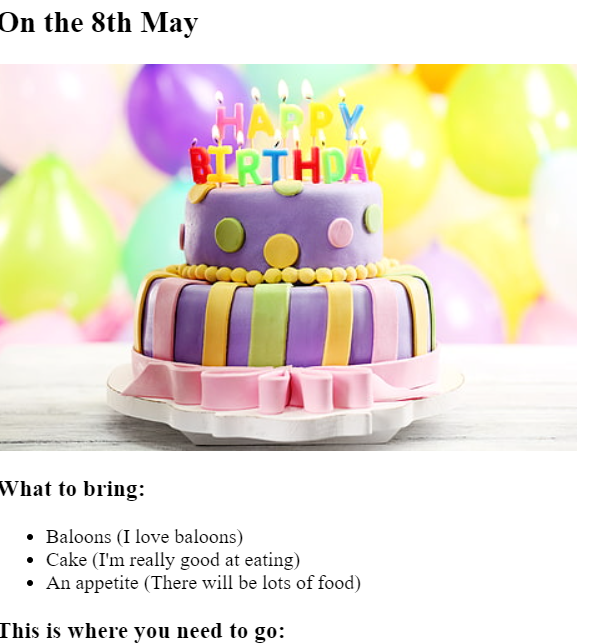 On the 8th May
HAPPY
BIRTHDAY
What to bring:
Baloons (I love baloons)
Cake (I'm really good at eating)
An appetite (There will be lots of food)
This is where you need to go: